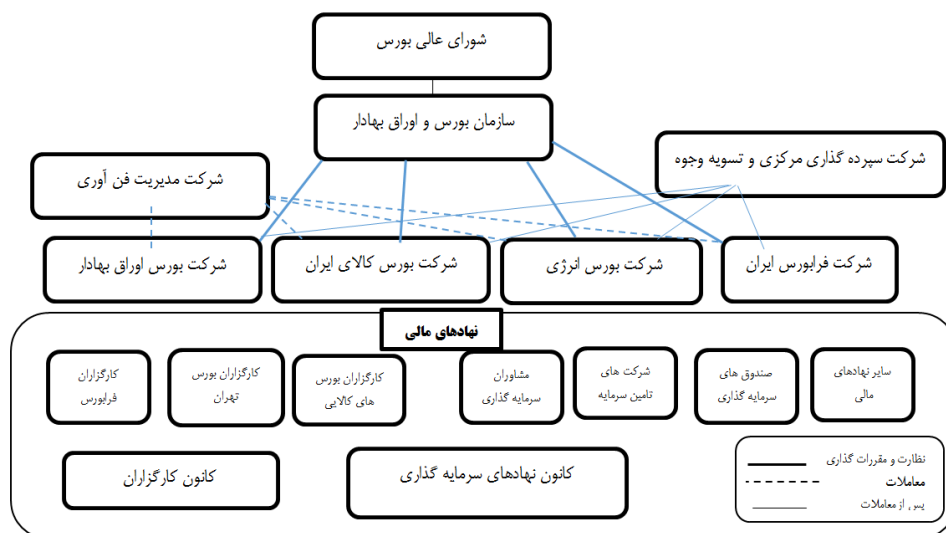 شورای عالی بورس
سازمان بورس و اوراق بهادار
شرکت سپرده گذاری مرکزی و تسویه وجوه
شرکت مدیریت فن آوری
شرکت فرابورس ایران
شرکت بورس انرژی
شرکت بورس کالای ایران
شرکت بورس اوراق بهادار
نهادهای مالی
سایر نهادهای
مالی
صندوق های
سرمایه گذاری
شرکت های
تامین سرمایه
مشاوران
سرمایه گذاری
کارگزاران بورس
های کالایی
کارگزاران بورس
تهران
کارگزاران
فرابورس
کانون نهادهای سرمایه گذاری
کانون کارگزاران
نظارت و مقررات گذاری
معاملات
پس از معاملات